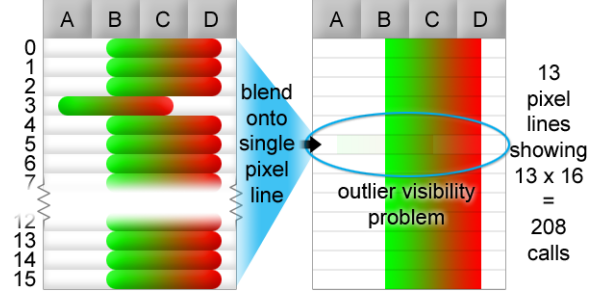 A B C D
0
1
2
3
4
5
6
7
12
13
14
15
blend
onto
single
pixel
line
A B C D
outlier visibility
problem
13
pixel
lines
showing
13 x 16
=
208
calls